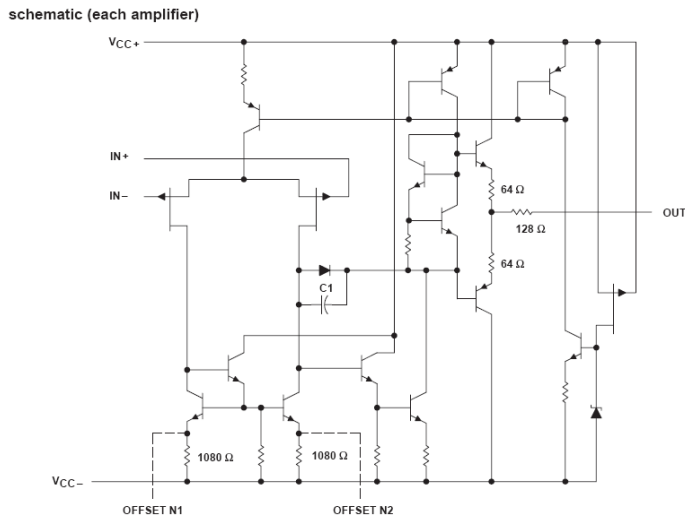 schematic (each amplifier)
VCC+
IN+
IN−
64 Ω
OUT
128 Ω
64 Ω
C1
1080 Ω
1080 Ω
VCC−
OFFSET N1
OFFSET N2